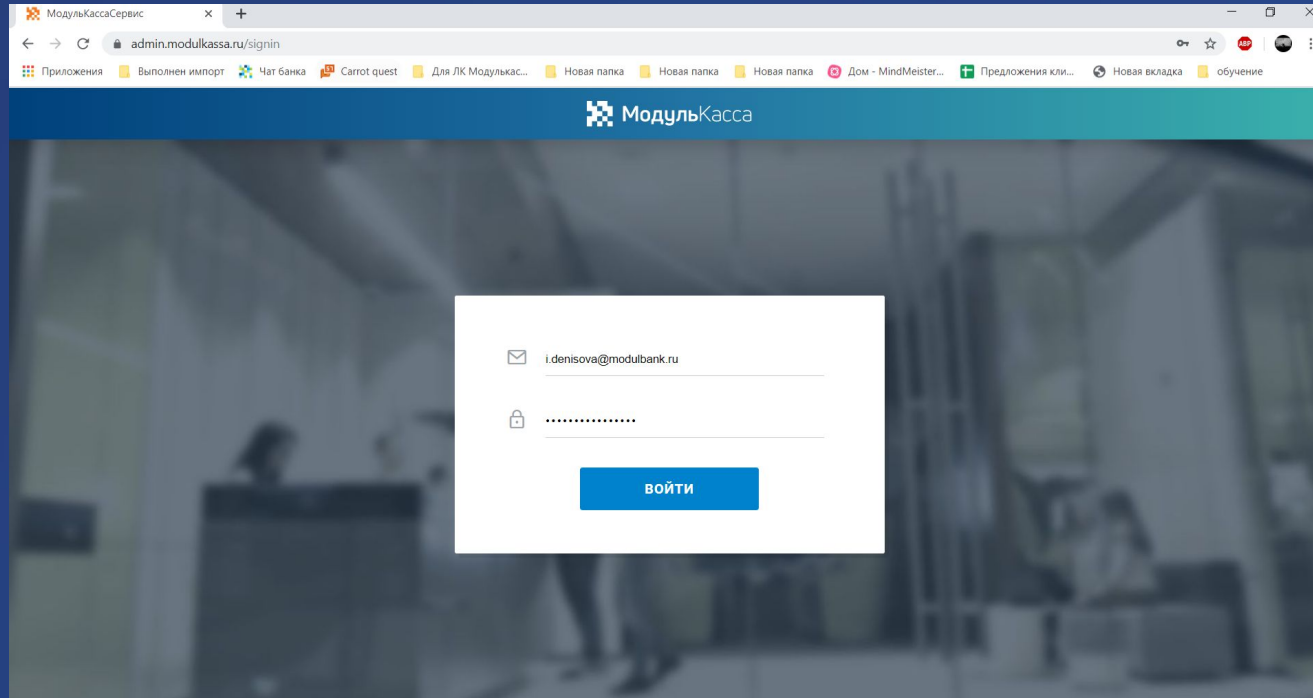 МодульКассаСервис
admin.modulkassa.ru/signin
ABP
Приложения Выполнен импорт Чат банка Carrot quest Для ЛК Модулькас... Новая папка Новая папка Новая папка Дом - MindMeister... Предложения кли... Новая вкладка обучение
МодульКасса
i.denisova@modulbank.ru
ВОЙТИ